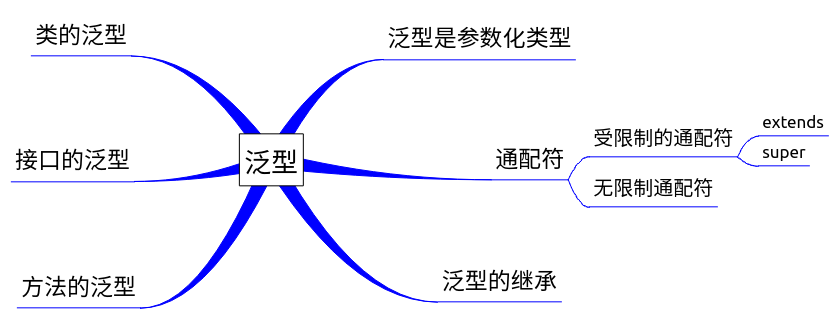 类的泛型
泛型是参数化类型
extends
受限制的通配符
super
接口的泛型
泛型
通配符
无限制通配符
方法的泛型
泛型的继承